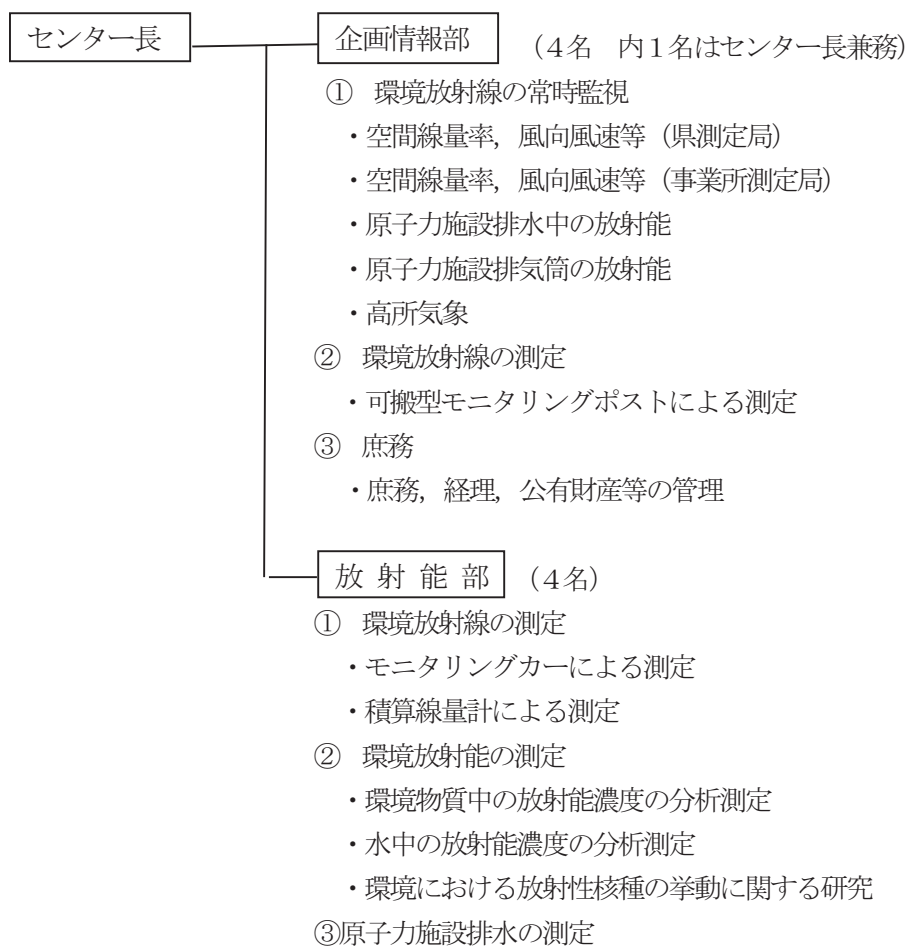 センター長
企画情報部 （４名　内１名はセンター長兼務）
① 環境放射線の常時監視
・空間線量率，風向風速等（県測定局）
・空間線量率，風向風速等（事業所測定局）
・原子力施設排水中の放射能
・原子力施設排気筒の放射能
・高所気象
② 環境放射線の測定
・可搬型モニタリングポストによる測定
③ 庶務
・庶務，経理，公有財産等の管理
放 射 能 部 （４名）
① 環境放射線の測定
・モニタリングカーによる測定
・積算線量計による測定
② 環境放射能の測定
・環境物質中の放射能濃度の分析測定
・水中の放射能濃度の分析測定
・環境における放射性核種の挙動に関する研究
③原子力施設排水の測定